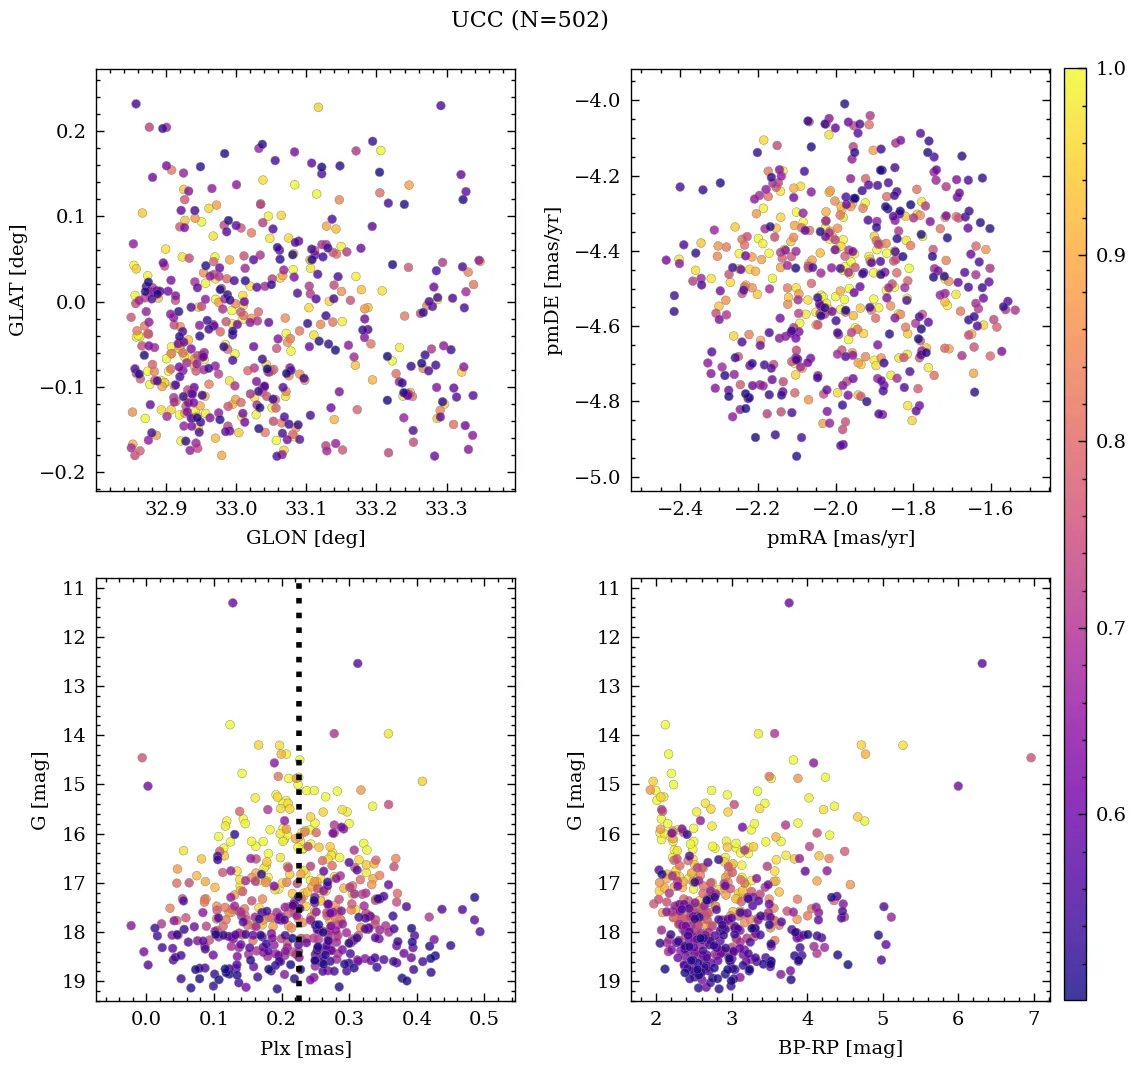 UCC (N=502)
0.2
0.1
0.0
−0.1
−0.2
GLAT [deg]
32.9 33.0 33.1 33.2 33.3
GLON [deg]
−4.0
−4.2
−4.4
−4.6
−4.8
−5.0
pmDE [mas/yr]
−2.4 −2.2 −2.0 −1.8 −1.6
pmRA [mas/yr]
11
12
13
14
15
16
17
18
19
G [mag]
0.0 0.1 0.2 0.3 0.4 0.5
Plx [mas]
11
12
13
14
15
16
17
18
19
G [mag]
2 3 4 5 6 7
BP-RP [mag]
1.0
0.9
0.8
0.7
0.6